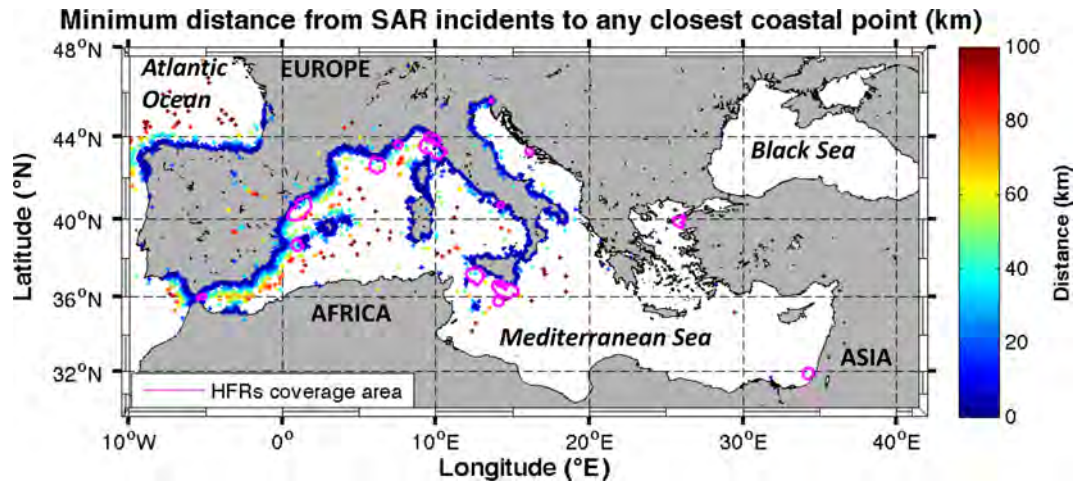 Minimum distance from SAR incidents to any closest coastal point (km)
48°N
44°N
40°N
36°N
32°N
Latitude (°N)
Atlantic
Ocean
EUROPE
Black Sea
AFRICA
Mediterranean Sea
ASIA
HFRs coverage area
10°W
0°
10°E
20°E
30°E
40°E
Longitude (°E)
100
80
60
40
20
0
Distance (km)